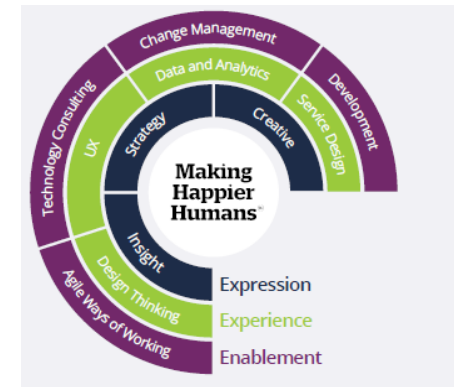 Change Management
Data and Analytics
Development
Technology Consulting
Service Design
UX
Strategy
Creative
Making
Happier
Humans℠
Insight
Design Thinking
Agile Ways of Working
Expression
Experience
Enablement